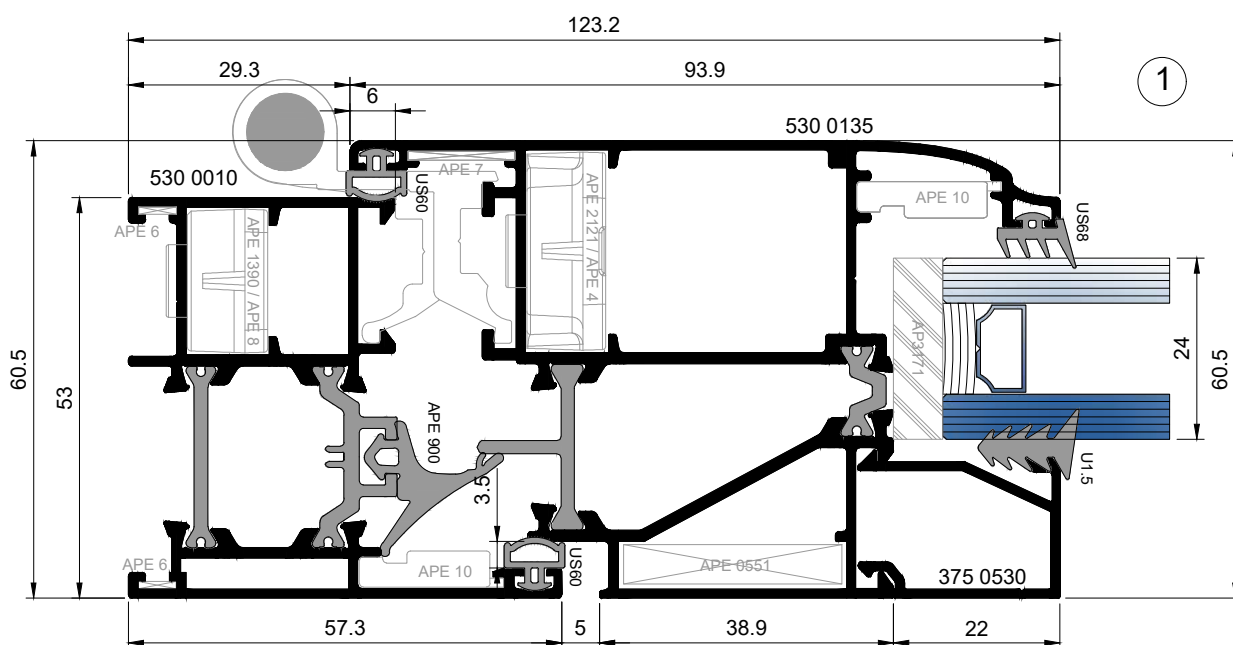 123.2
29.3
93.9
1
6
530 0135
530 0010
APE 7
US60
APE 10
US68
APE 6
APE 1390 / APE 8
APE 2121 / APE 4
AP3171
24
60.5
53
60.5
APE 900
3.5
U1.5
APE 6
APE 10
US60
APE 0551
375 0530
57.3
5
38.9
22